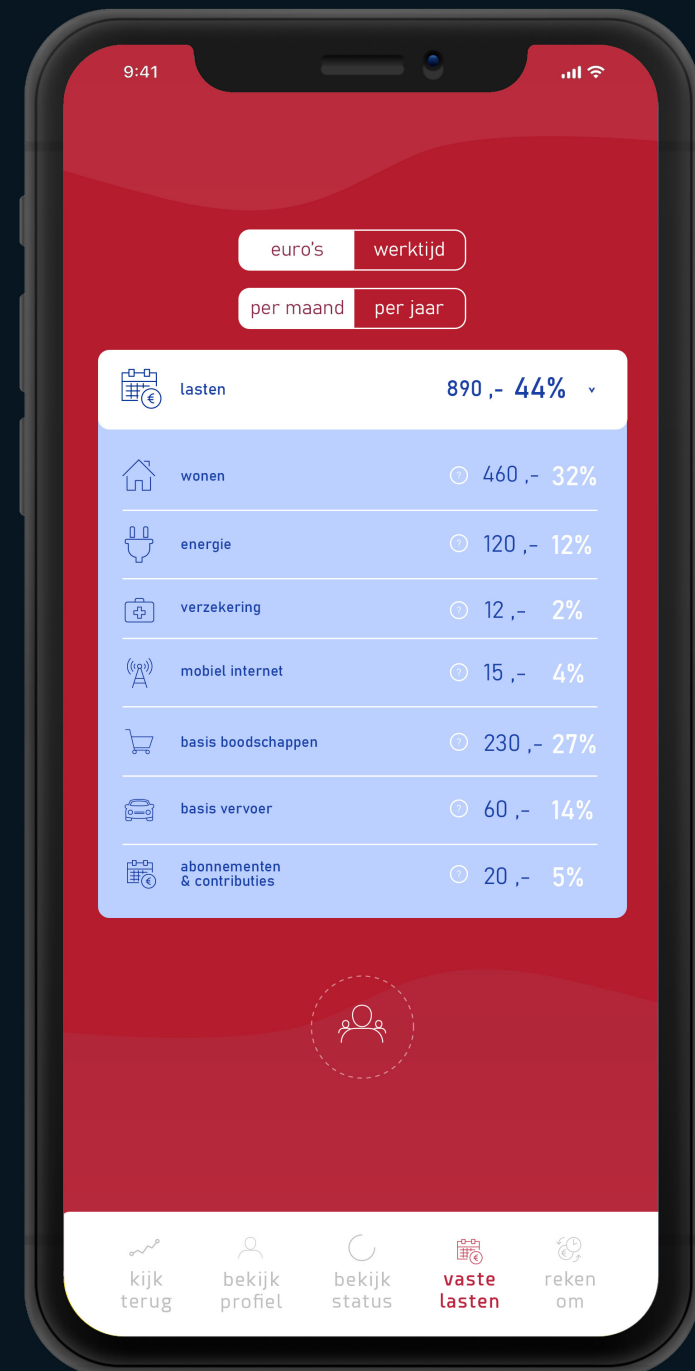 9:41
euro's werktijd
per maand per jaar
lasten 890 ,- 44%
wonen ? 460 ,- 32%
energie ? 120 ,- 12%
verzekering ? 12 ,- 2%
mobiel internet ? 15 ,- 4%
basis boodschappen ? 230 ,- 27%
basis vervoer ? 60 ,- 14%
abonnementen
& contributies ? 20 ,- 5%
kijk
terug
bekijk
profiel
bekijk
status
vaste
lasten
reken
om